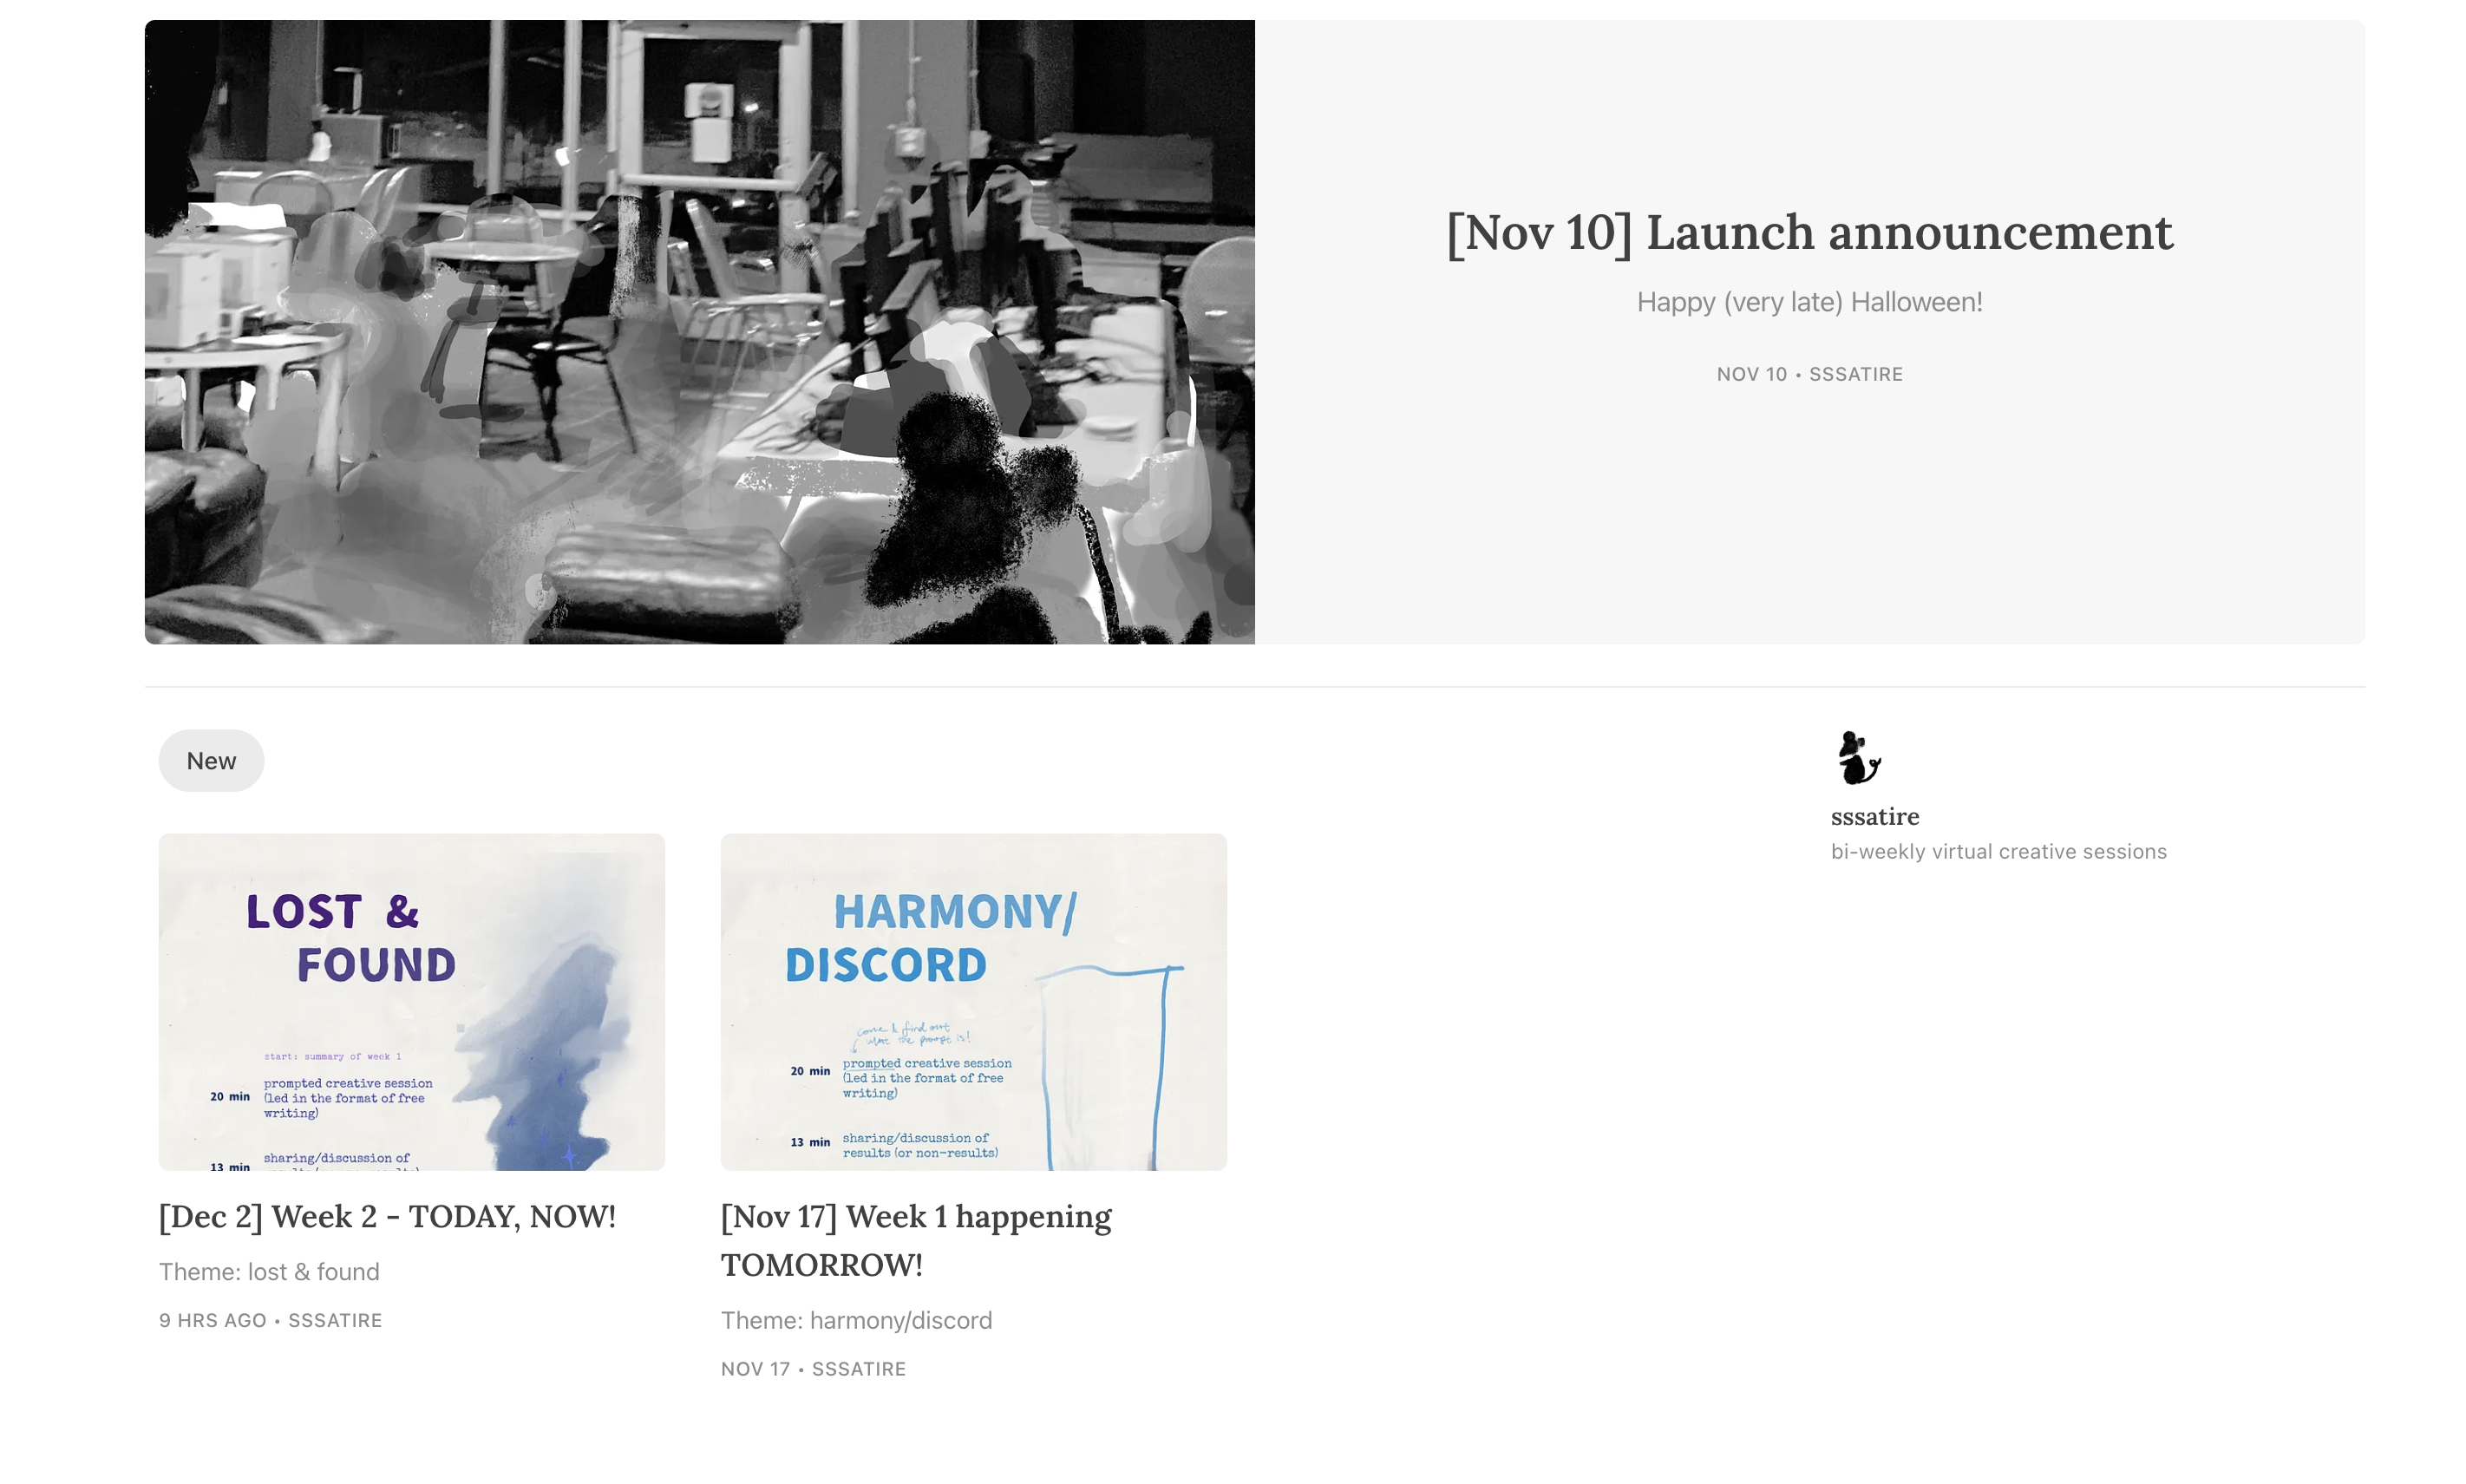 [Nov 10] Launch announcement
Happy (very late) Halloween!
NOV 10 • SSSATIRE
New
sssatire
bi-weekly virtual creative sessions
LOST &
FOUND
start: summary of week 1
20 min
prompted creative session
(led in the format of free
writing)
13 min
sharing/discussion of
[Dec 2] Week 2 - TODAY, NOW!
Theme: lost & found
9 HRS AGO • SSSATIRE
HARMONY/
DISCORD
come & find out
what the prompt is!
20 min
prompted creative session
(led in the format of free
writing)
13 min
sharing/discussion of
results (or non-results)
[Nov 17] Week 1 happening
TOMORROW!
Theme: harmony/discord
NOV 17 • SSSATIRE